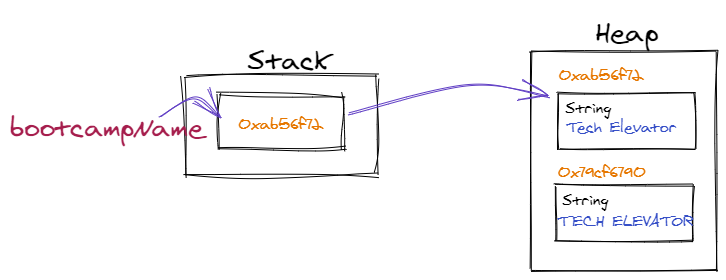 Stack
bootcampName
0xab56f72
Heap
0xab56f72
String
Tech Elevator
0x79cf6790
String
TECH ELEVATOR